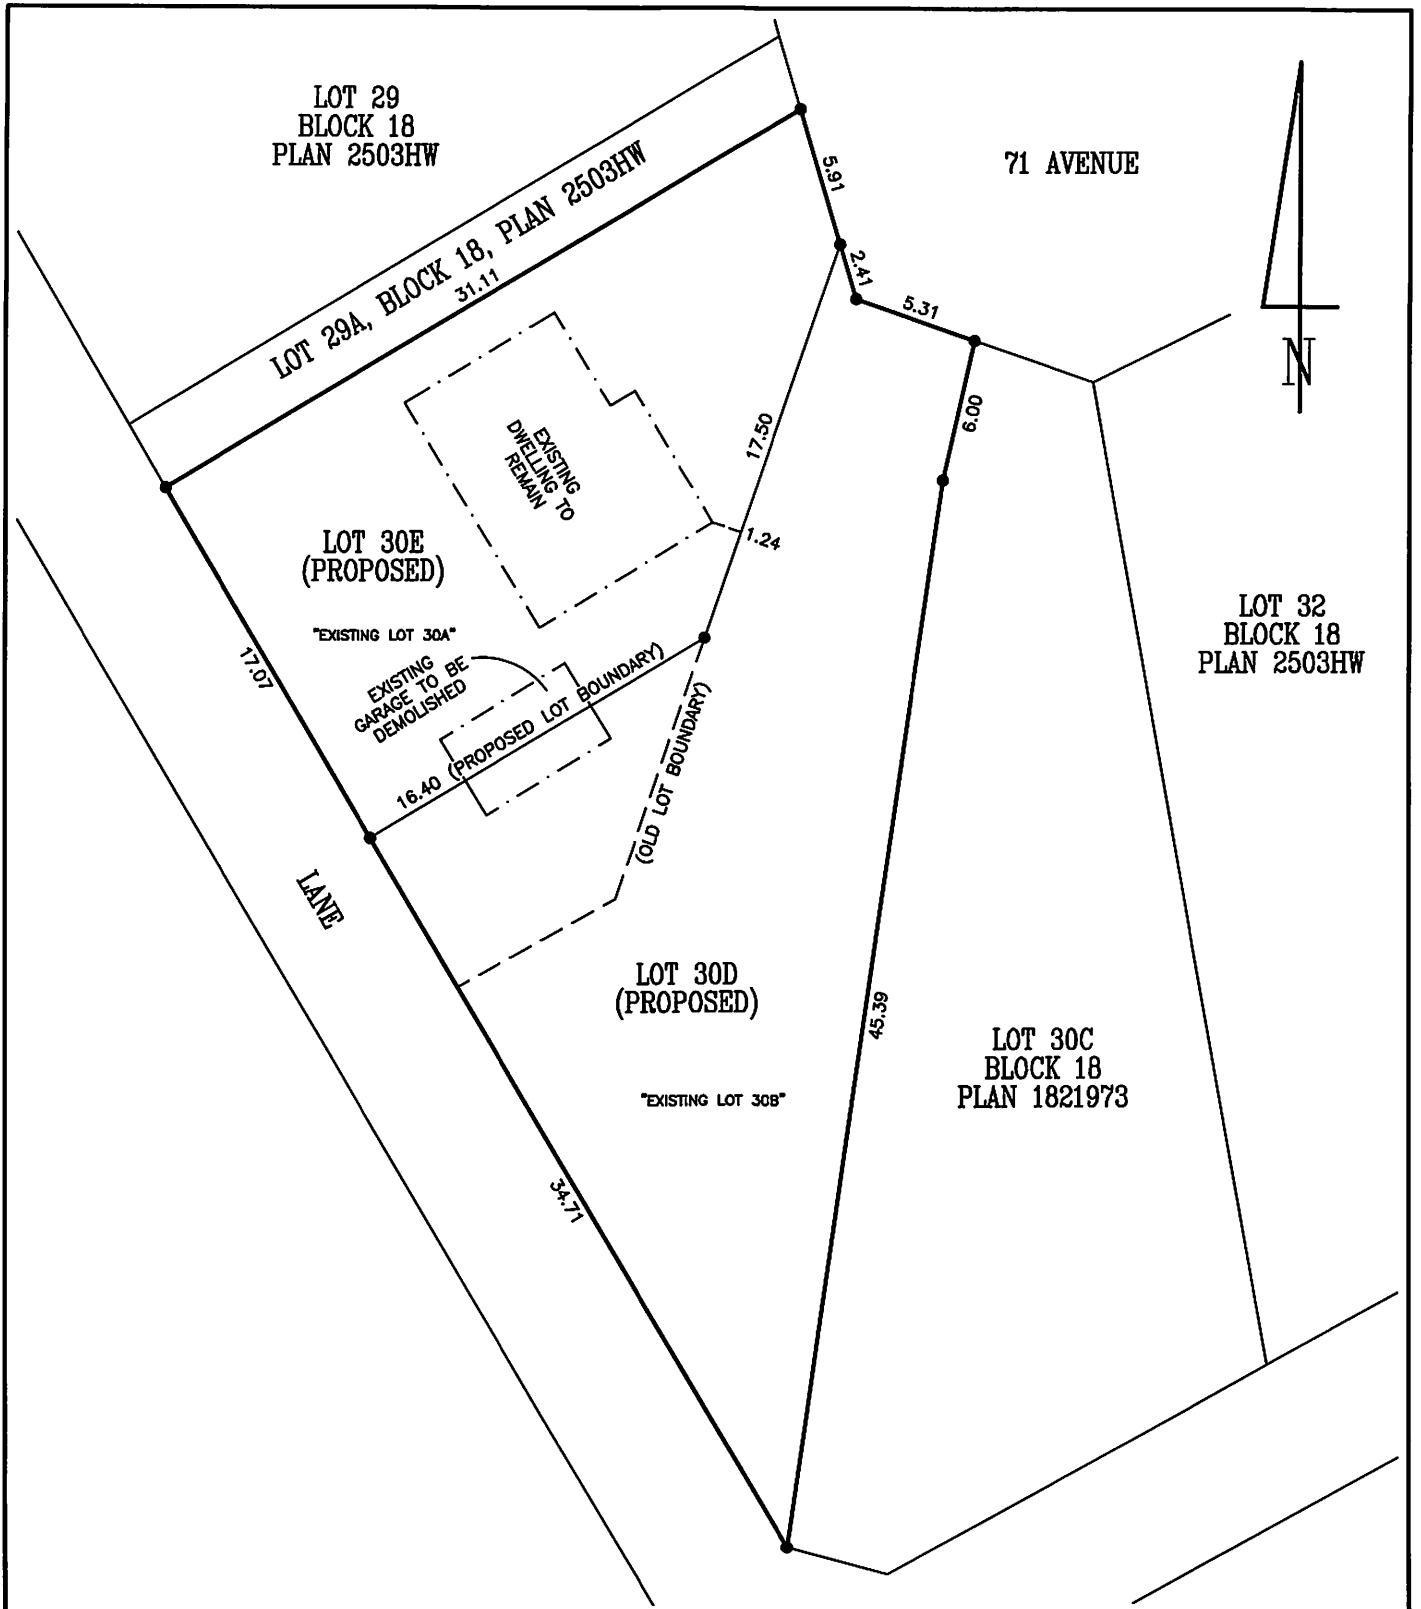 LOT 29
BLOCK 18
PLAN 2503HW
71 AVENUE
LOT 29A, BLOCK 18, PLAN 2503HW
31.11
5.91
2.41
5.31
N
6.00
17.50
EXISTING
DWELLING TO
REMAIN
1.24
LOT 30E
(PROPOSED)
"EXISTING LOT 30A"
LOT 32
BLOCK 18
PLAN 2503HW
17.07
EXISTING
GARAGE TO BE
DEMOLISHED
16.40 (PROPOSED LOT BOUNDARY)
(OLD LOT BOUNDARY)
LANE
LOT 30D
(PROPOSED)
45.39
LOT 30C
BLOCK 18
PLAN 1821973
"EXISTING LOT 30B"
34.71